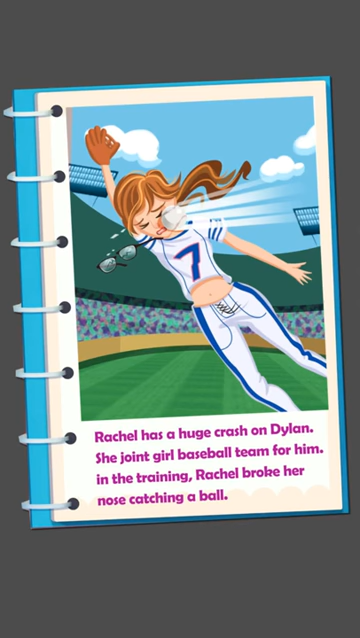 7
Rachel has a huge crash on Dylan.
She joint girl baseball team for him.
in the training, Rachel broke her
nose catching a ball.